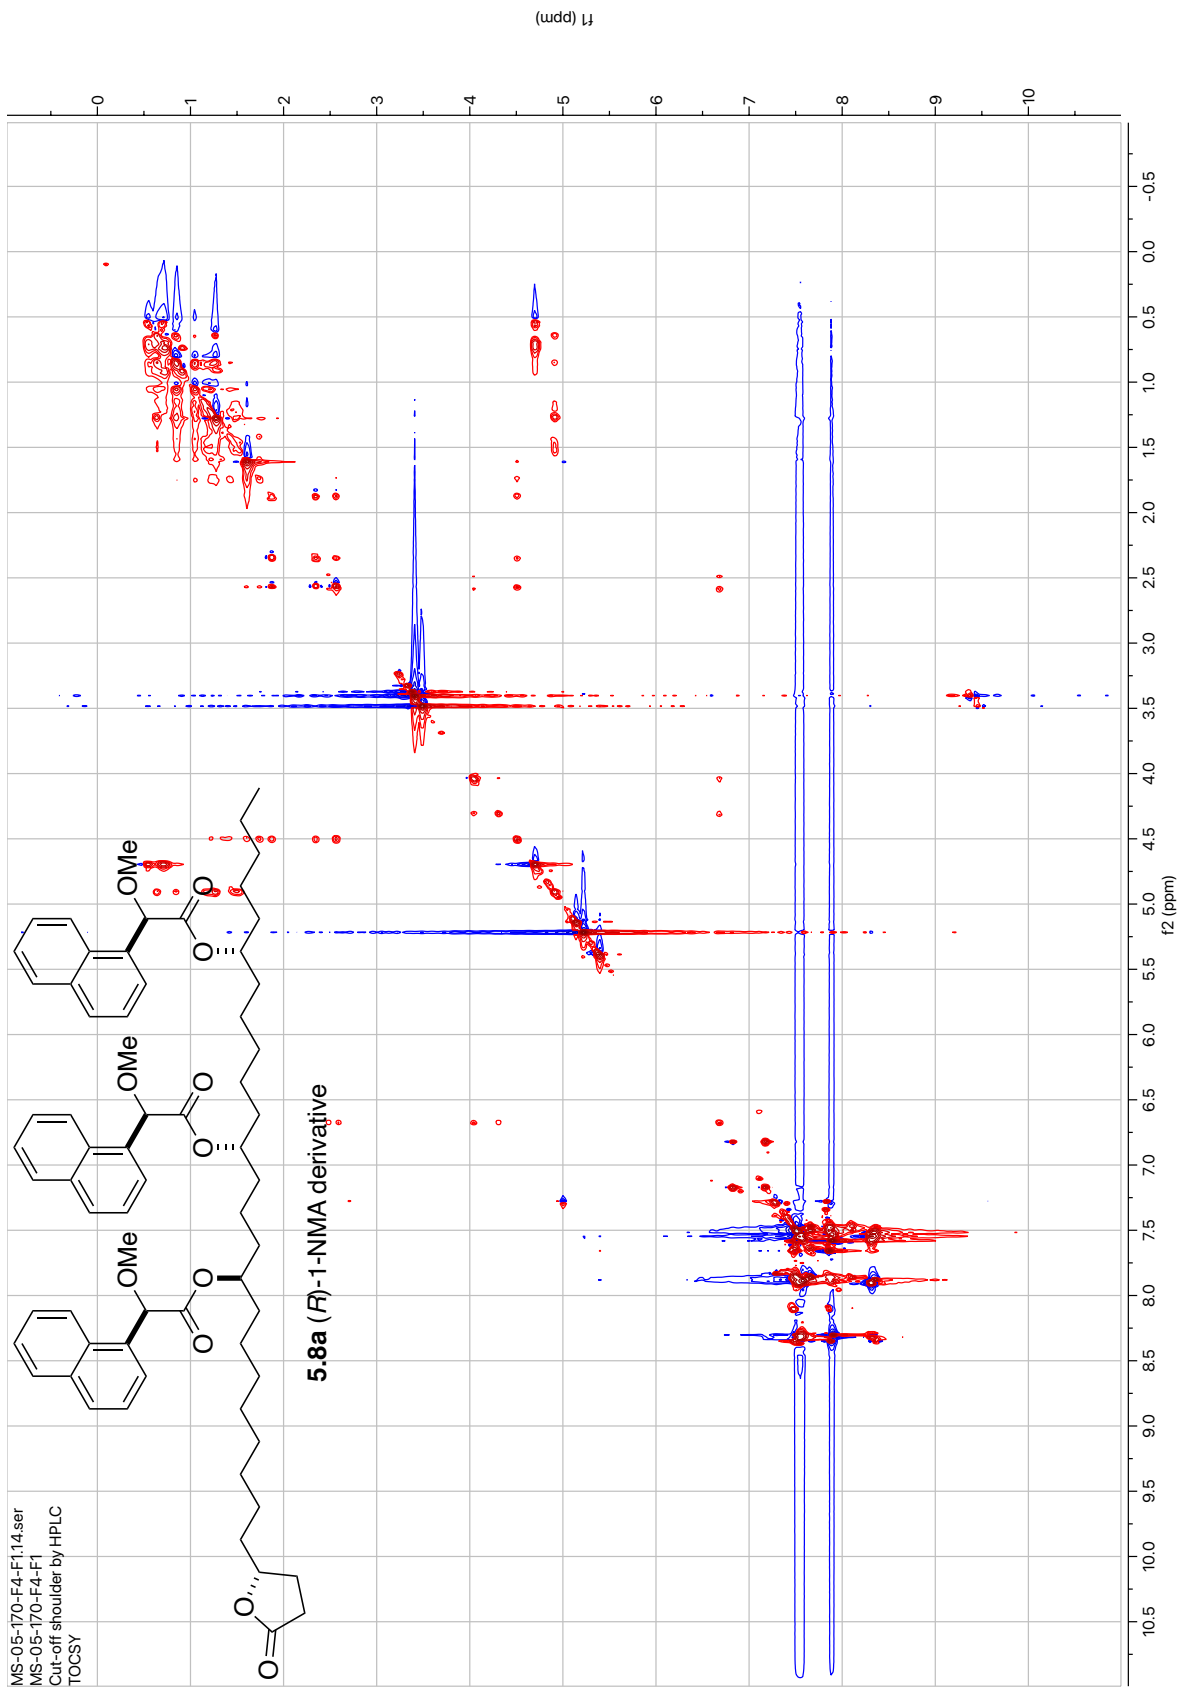 MS-05-170-F4-F1.14.ser
MS-05-170-F4-F1
Cut-off shoulder by HPLC
TOCSY
OMe
OMe
OMe
O
O
O
O
O
O
O
O
5.8a (R)-1-NMA derivative
10.5
10.0
9.5
9.0
8.5
8.0
7.5
7.0
6.5
6.0
5.5
5.0
4.5
4.0
3.5
3.0
2.5
2.0
1.5
1.0
0.5
0.0
-0.5
f2 (ppm)
0
1
2
3
4
5
6
7
8
9
10
f1 (ppm)